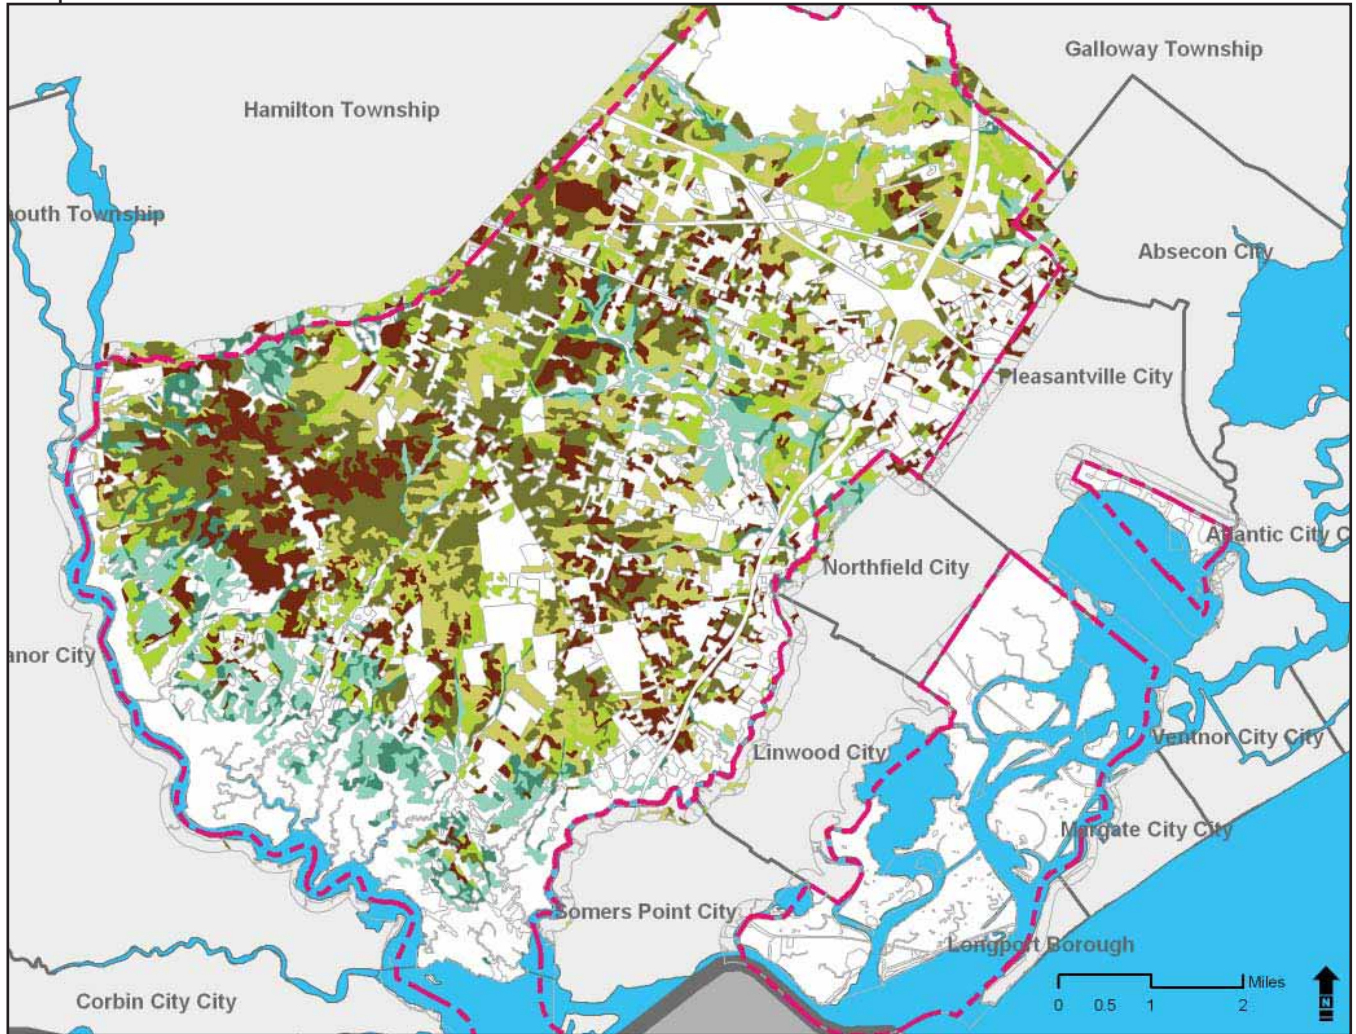 Galloway Township
Hamilton Township
outh Township
Absecon City
Pleasantville City
Atlantic City C
Northfield City
anor City
Linwood City
Ventnor City City
Margate City City
Somers Point City
Longport Borough
Corbin City City
Miles
0 0.5 1 2
N